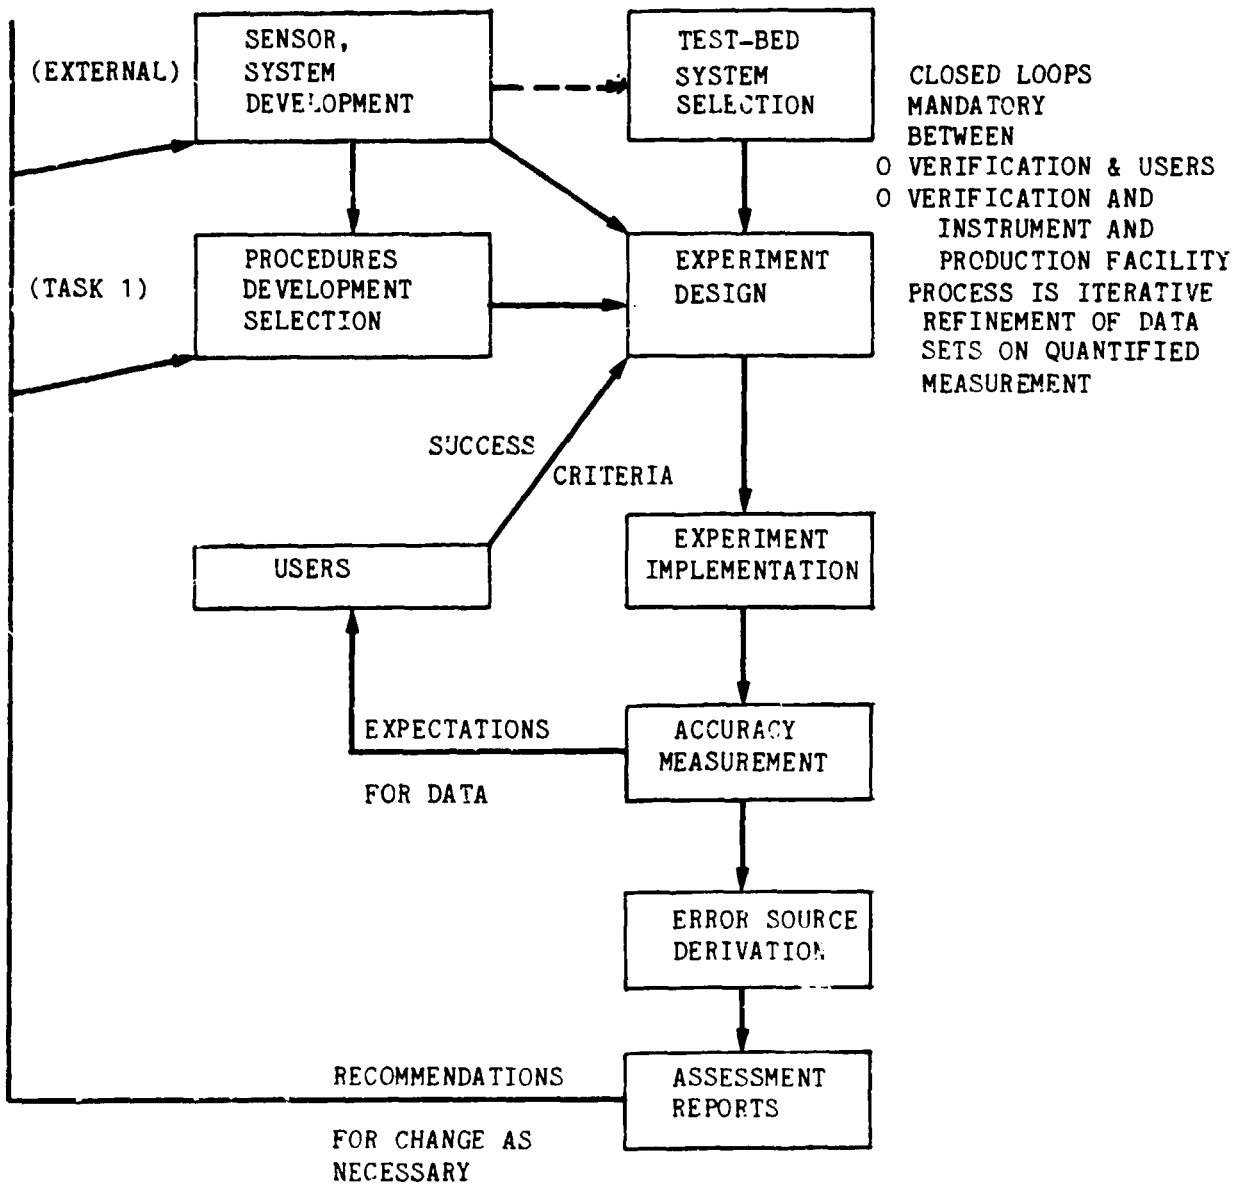 (EXTERNAL)
SENSOR,
SYSTEM
DEVELOPMENT
TEST-BED
SYSTEM
SELECTION
CLOSED LOOPS
MANDATORY
BETWEEN
O VERIFICATION & USERS
O VERIFICATION AND
INSTRUMENT AND
PRODUCTION FACILITY
PROCESS IS ITERATIVE
REFINEMENT OF DATA
SETS ON QUANTIFIED
MEASUREMENT
(TASK 1)
PROCEDURES
DEVELOPMENT
SELECTION
EXPERIMENT
DESIGN
SUCCESS
CRITERIA
USERS
EXPERIMENT
IMPLEMENTATION
EXPECTATIONS
FOR DATA
ACCURACY
MEASUREMENT
ERROR SOURCE
DERIVATION
RECOMMENDATIONS
FOR CHANGE AS
NECESSARY
ASSESSMENT
REPORTS